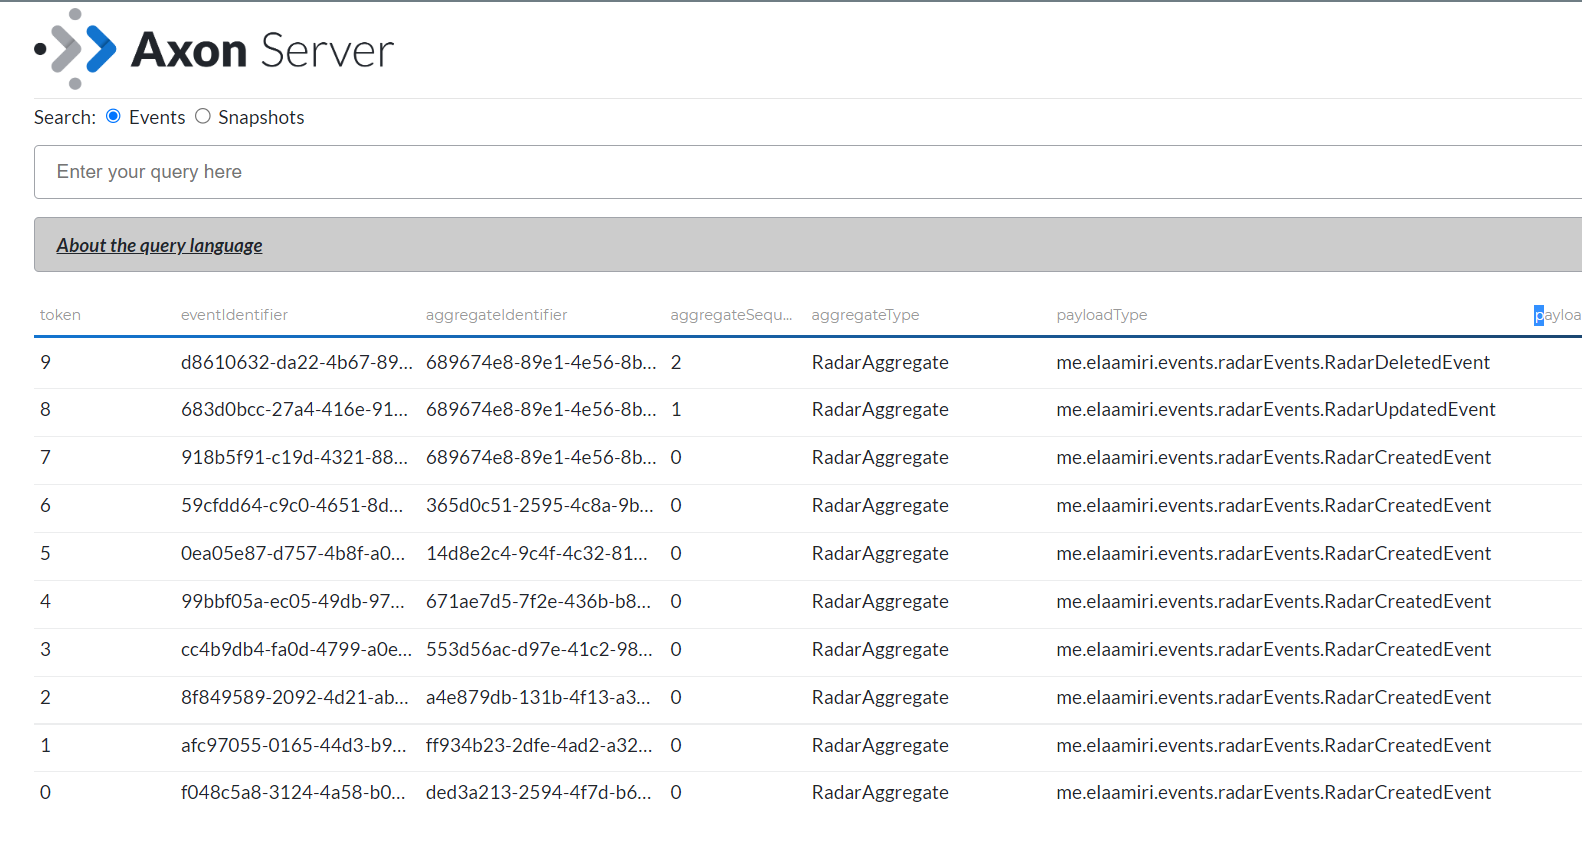 Axon Server
Search: Events Snapshots
Enter your query here
About the query language
token eventIdentifier aggregateIdentifier aggregateSequ... aggregateType payloadType payloa
9 d8610632-da22-4b67-89... 689674e8-89e1-4e56-8b... 2 RadarAggregate me.elaamiri.events.radarEvents.RadarDeletedEvent
8 683d0bcc-27a4-416e-91... 689674e8-89e1-4e56-8b... 1 RadarAggregate me.elaamiri.events.radarEvents.RadarUpdatedEvent
7 918b5f91-c19d-4321-88... 689674e8-89e1-4e56-8b... 0 RadarAggregate me.elaamiri.events.radarEvents.RadarCreatedEvent
6 59cfdd64-c9c0-4651-8d... 365d0c51-2595-4c8a-9b... 0 RadarAggregate me.elaamiri.events.radarEvents.RadarCreatedEvent
5 0ea05e87-d757-4b8f-a0... 14d8e2c4-9c4f-4c32-81... 0 RadarAggregate me.elaamiri.events.radarEvents.RadarCreatedEvent
4 99bbf05a-ec05-49db-97... 671ae7d5-7f2e-436b-b8... 0 RadarAggregate me.elaamiri.events.radarEvents.RadarCreatedEvent
3 cc4b9db4-fa0d-4799-a0e... 553d56ac-d97e-41c2-98... 0 RadarAggregate me.elaamiri.events.radarEvents.RadarCreatedEvent
2 8f849589-2092-4d21-ab... a4e879db-131b-4f13-a3... 0 RadarAggregate me.elaamiri.events.radarEvents.RadarCreatedEvent
1 afc97055-0165-44d3-b9... ff934b23-2dfe-4ad2-a32... 0 RadarAggregate me.elaamiri.events.radarEvents.RadarCreatedEvent
0 f048c5a8-3124-4a58-b0... ded3a213-2594-4f7d-b6... 0 RadarAggregate me.elaamiri.events.radarEvents.RadarCreatedEvent